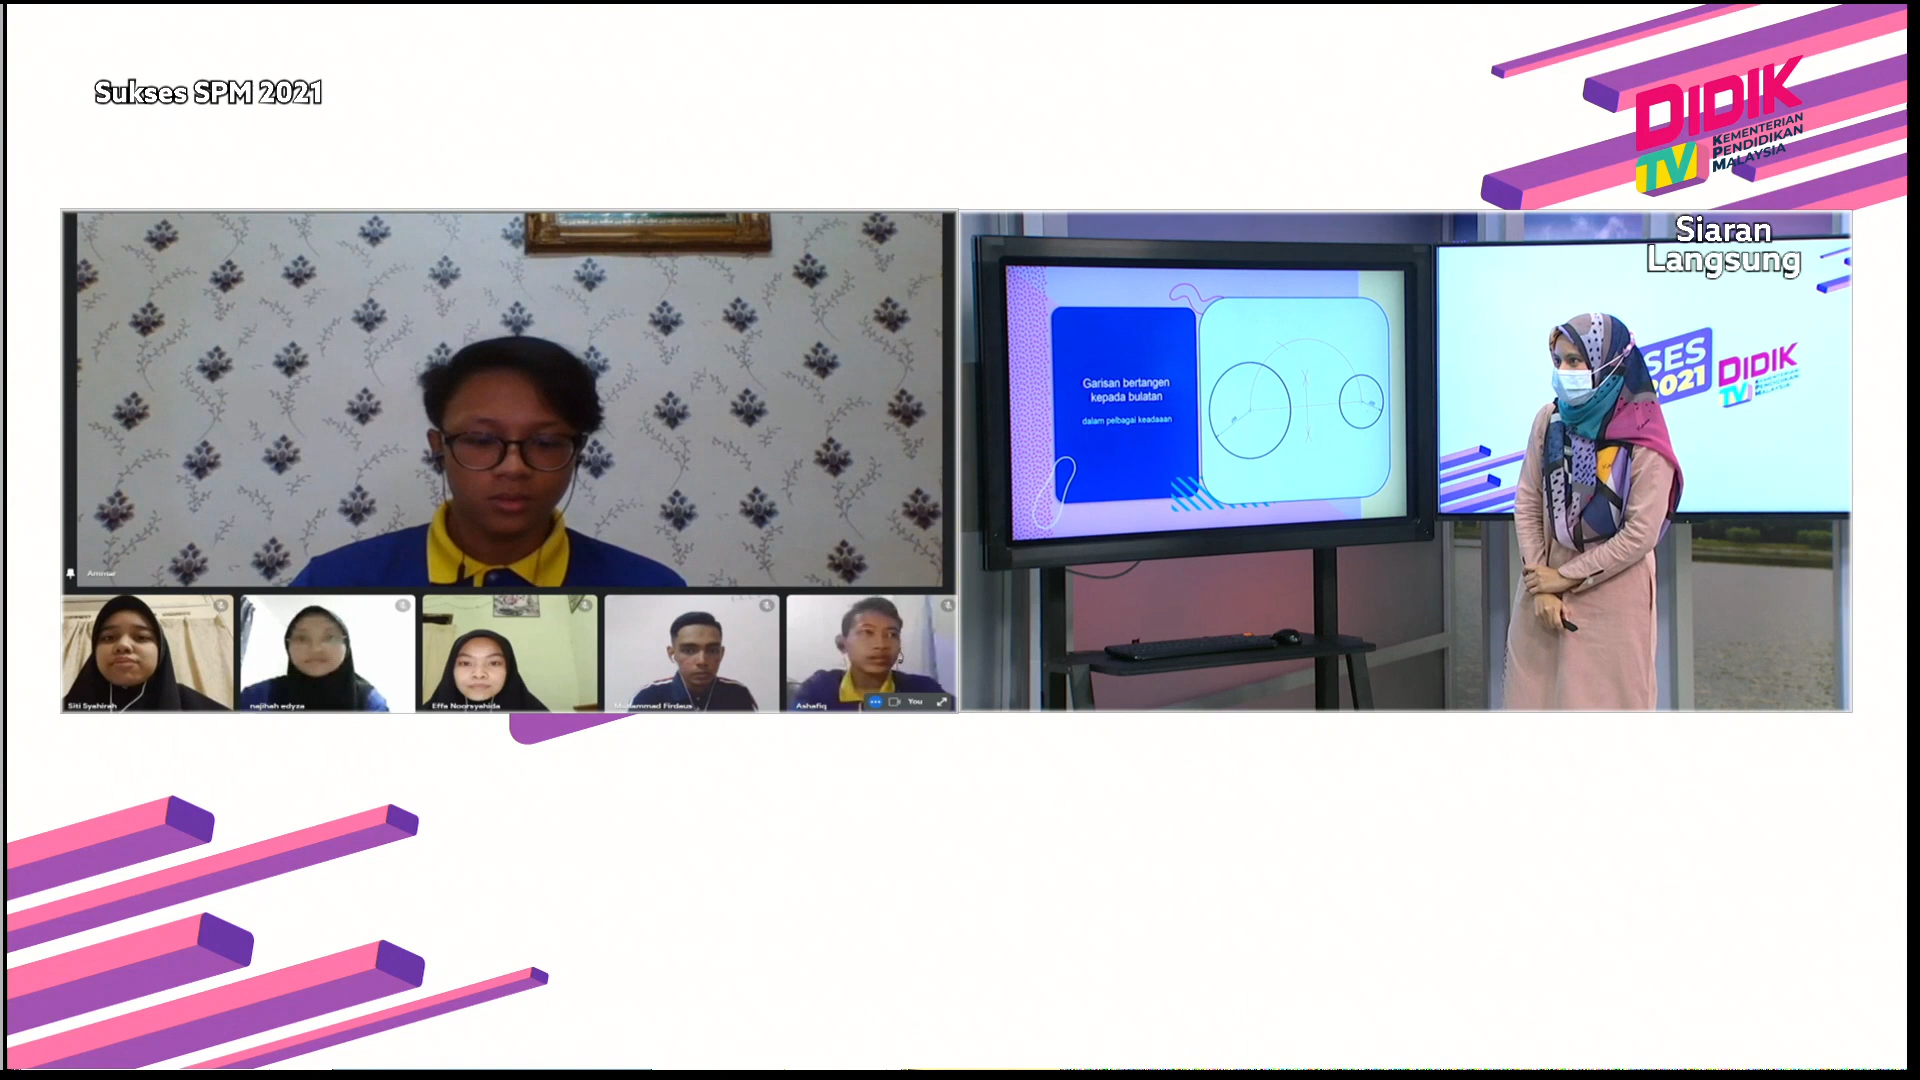 Sukses SPM 2021
DIDIK
TV
KEMENTERIAN
PENDIDIKAN
MALAYSIA
Siaran
Langsung
Garisan bertangen
kepada bulatan
dalam pelbagai keadaaan
SES
2021
DIDIK
TV
Ammar
Siti Syahirah
najihah edyza
Effa Noorsyahida
Muhammad Firdaus
Ashafiq
You